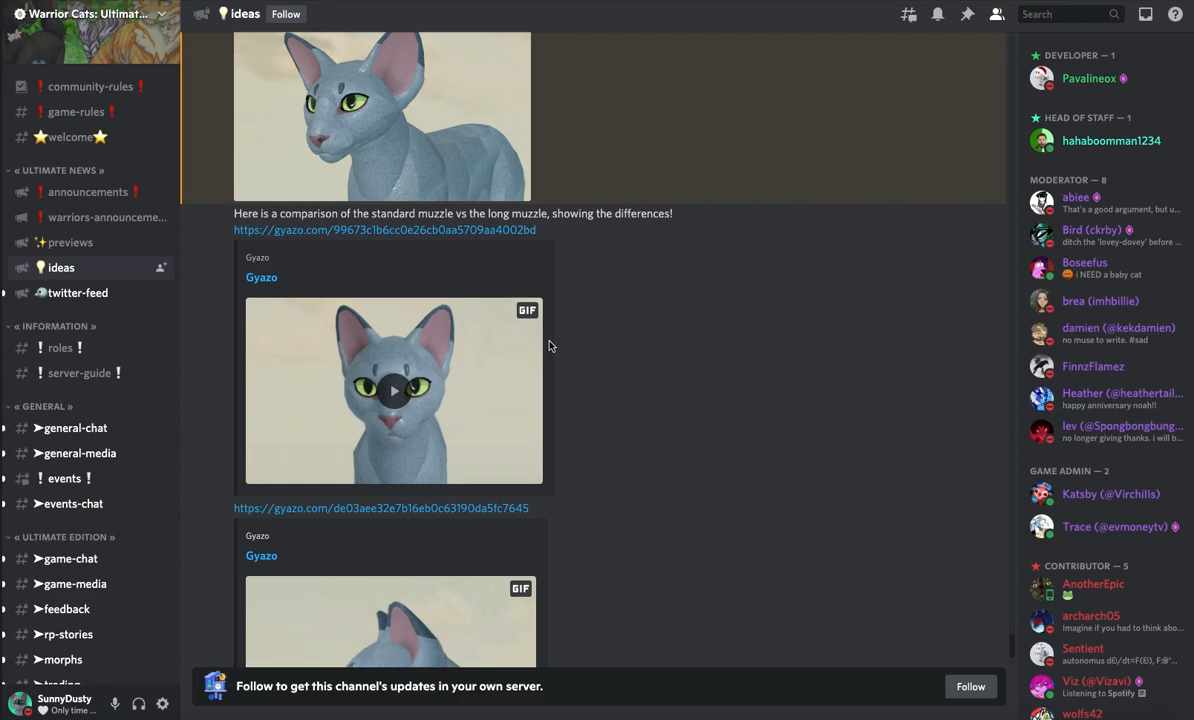 Warrior Cats: Ultimat...
community-rules
game-rules
welcome
« ULTIMATE NEWS »
announcements
warriors-announceme...
previews
ideas
twitter-feed
« INFORMATION »
roles
server-guide
« GENERAL »
➤general-chat
➤general-media
events
➤events-chat
« ULTIMATE EDITION »
➤game-chat
➤game-media
➤feedback
➤rp-stories
➤morphs
SunnyDusty
Only time ...
ideas
Follow
Search
Here is a comparison of the standard muzzle vs the long muzzle, showing the differences!
https://gyazo.com/99673c1b6cc0e26cb0aa5709aa4002bd
Gyazo
Gyazo
GIF
https://gyazo.com/de03aee32e7b16eb0c63190da5fc7645
Gyazo
Gyazo
GIF
Follow to get this channel's updates in your own server.
Follow
DEVELOPER — 1
Pavalineox
HEAD OF STAFF — 1
hahaboomman1234
MODERATOR — 8
abiee
That's a good argument, but u...
Bird (ckrby)
ditch the 'lovey-dovey' before ...
Boseefus
i NEED a baby cat
brea (imhbillie)
damien (@kekdamien)
no muse to write. #sad
FinnzFlamez
Heather (@heathertail...
happy anniversary noah!!
lev (@Spongbongbung...
no longer giving thanks. i will b...
GAME ADMIN — 2
Katsby (@Virchills)
Trace (@evmoneytv)
CONTRIBUTOR — 5
AnotherEpic
archarch05
Imagine if you had to think abo...
Sentient
Viz (@Vizavi)
Listening to Spotify
wolfs42